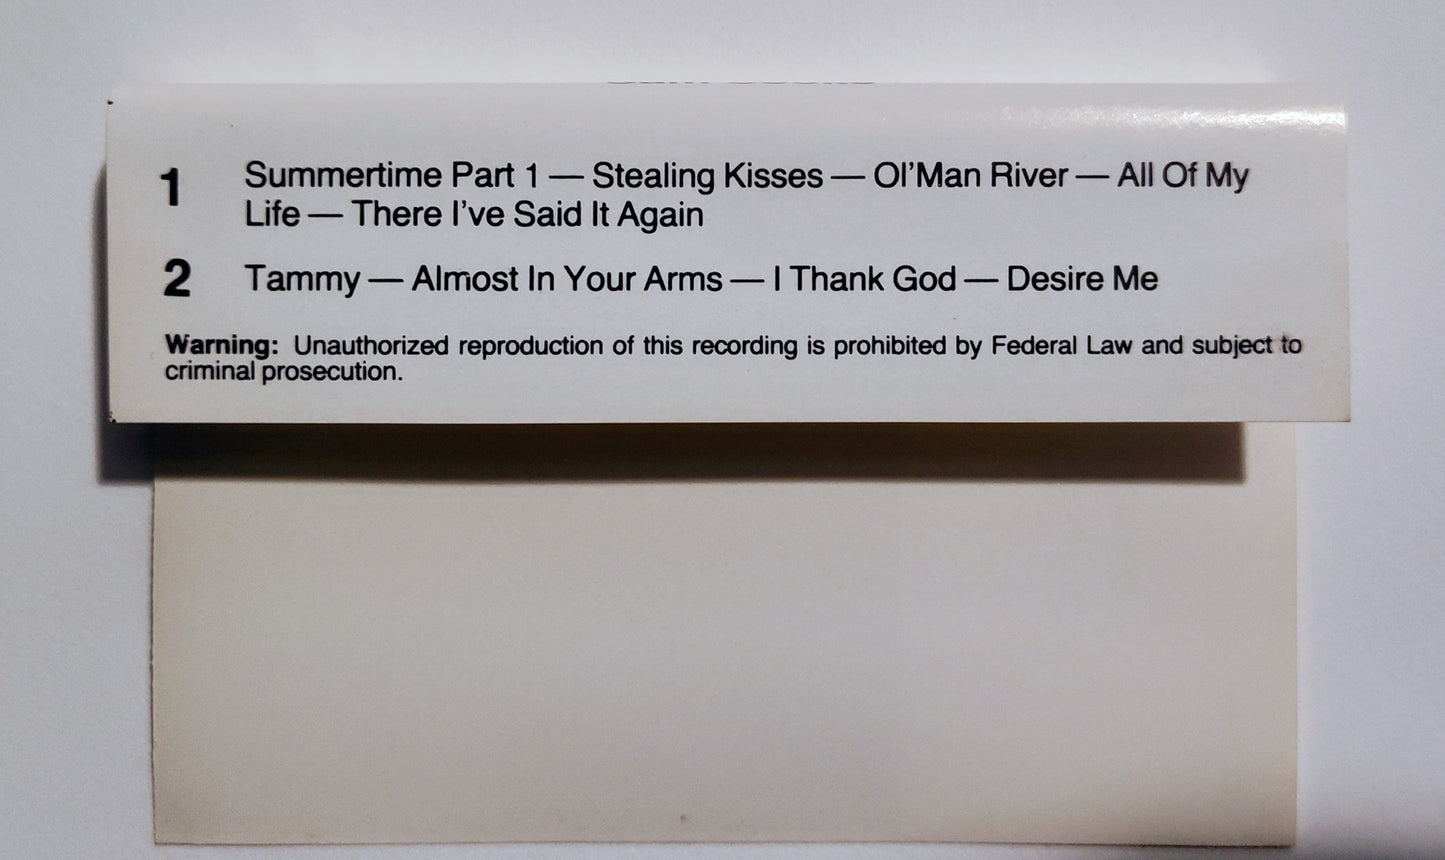 1 Summertime Part 1 — Stealing Kisses — Ol'Man River — All Of My
Life — There I've Said It Again
2 Tammy — Almost In Your Arms — I Thank God — Desire Me
Warning: Unauthorized reproduction of this recording is prohibited by Federal Law and subject to
criminal prosecution.